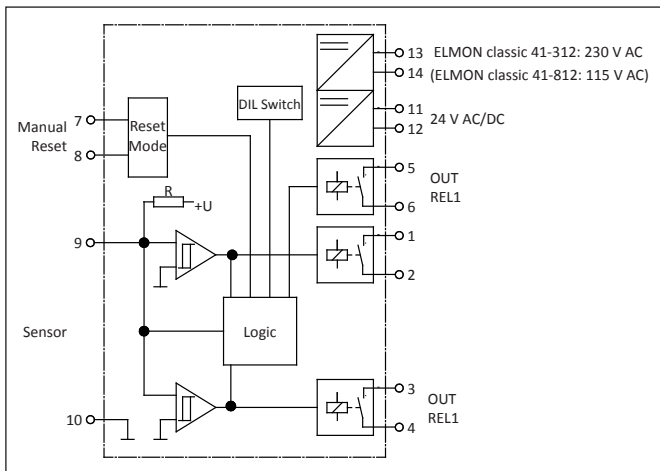 13 ELMON classic 41-312: 230 V AC
14 (ELMON classic 41-812: 115 V AC)
11
12
24 V AC/DC
DIL Switch
7
8
Manual
Reset
Reset
Mode
5
6
OUT
REL1
R
+U
9
1
2
Sensor
Logic
10
3
4
OUT
REL1